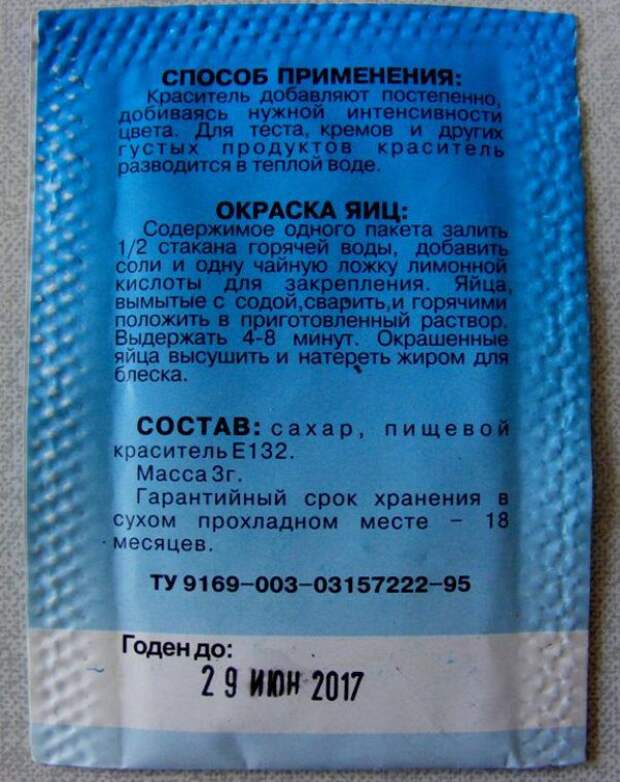 СПОСОБ ПРИМЕНЕНИЯ:
Краситель добавляют постепенно,
добиваясь нужной интенсивности
цвета. Для теста, кремов и других
густых продуктов краситель
разводится в теплой воде.
ОКРАСКА ЯИЦ:
Содержимое одного пакета залить
1/2 стакана горячей воды, добавить
соли и одну чайную ложку лимонной
кислоты для закрепления. Яйца,
вымытые с содой,сварить,и горячими
положить в приготовленный раствор.
Выдержать 4-8 минут. Окрашенные
яйца высушить и натереть жиром для
блеска.
СОСТАВ: сахар, пищевой
краситель Е132.
Масса 3г.
Гарантийный срок хранения в
сухом прохладном месте – 18
месяцев.
ТУ 9169–003–03157222–95
Годен до:
29 ИЮН 2017